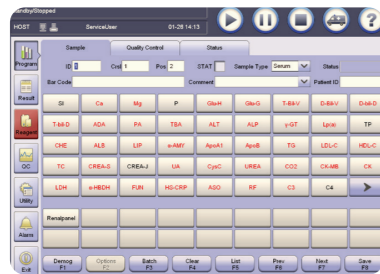 Standby/Stopped
HOST ServiceUser 01-26 14:13
Sample Quality Control Status
Program
ID Cnd 1 Pos 2 STAT Sample Type Serum Status
Bar Code Comment Patient ID
Result
SI Ca Mg P Glu-H Glu-G T-Bil-V D-Bil-V D-bil-D
Reagent
T-bil-D ADA PA TBA ALT ALP γ-GT Lp(a) TP
CHE ALB LIP α-AMY ApoA1 ApoB TG LDL-C HDL-C
QC
TC CREA-S CREA-J UA CysC UREA CO2 CK-MB CK
LDH α-HBDH FUN HS-CRP ASO RF C3 C4
Utility
Renalpanel
Alarm
Exit
Demog Options Batch Clear List Prev Next Save
F1 F2 F3 F4 F5 F6 F7 F8